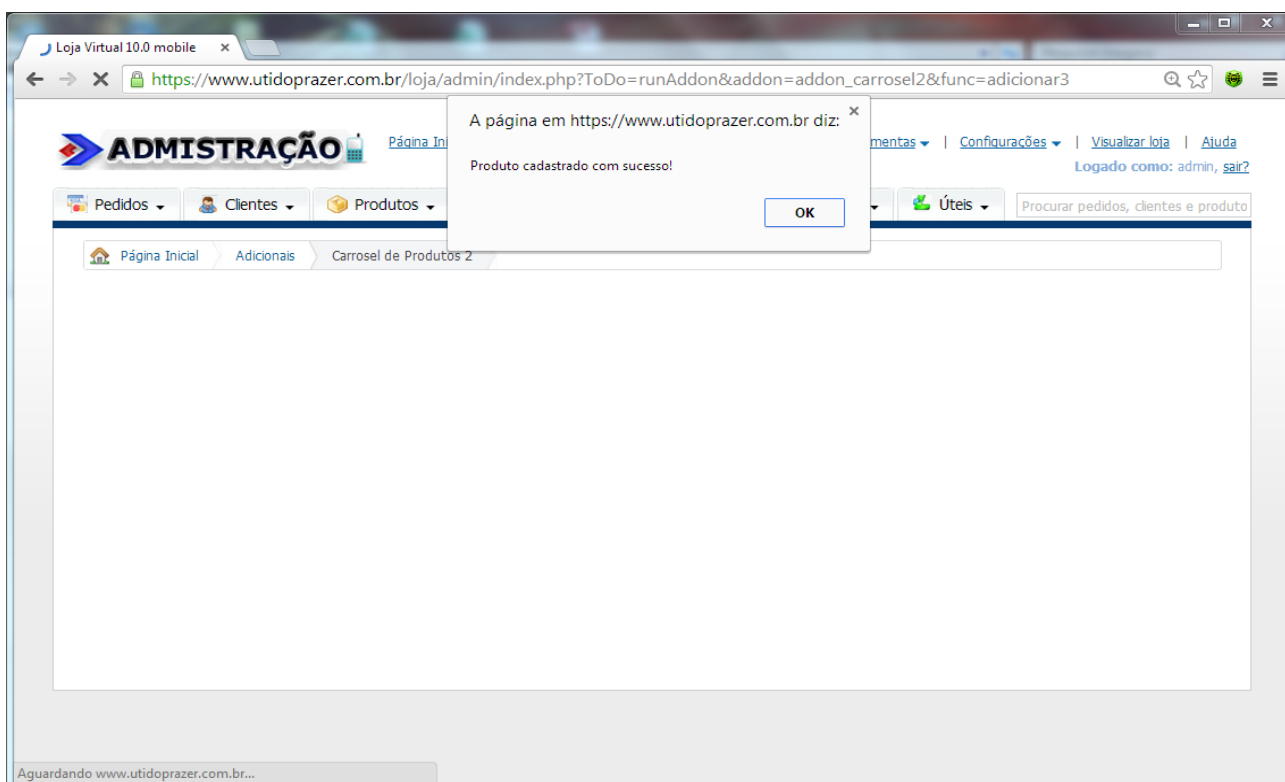 Loja Virtual 10.0 mobile
https://www.utidoprazer.com.br/loja/admin/index.php?ToDo=runAddon&addon=addon_carrosel2&func=adicionar3
A página em https://www.utidoprazer.com.br diz:
Produto cadastrado com sucesso!
OK
ADMISTRAÇÃO
Página Ini
mentas | Configurações | Visualizar loja | Ajuda
Logado como: admin, sair?
Pedidos Clientes Produtos Úteis Procurar pedidos, clientes e produto
Página Inicial Adicionais Carrosel de Produtos 2
Aguardando www.utidoprazer.com.br...